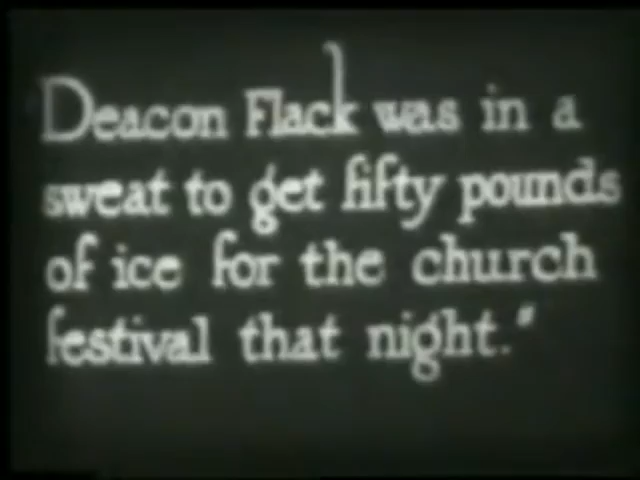 Deacon Flack was in a
sweat to get fifty pounds
of ice for the church
festival that night."